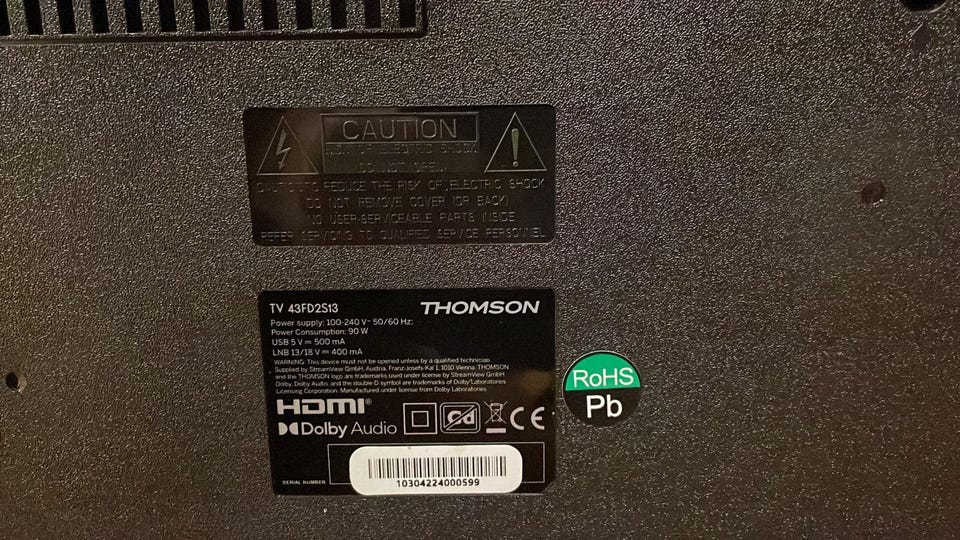 CAUTION
RISK OF ELECTRIC SHOCK
DO NOT OPEN
CAUTION:TO REDUCE THE RISK OF ELECTRIC SHOCK
DO NOT REMOVE COVER (OR BACK)
NO USER-SERVICEABLE PARTS INSIDE
REFER SERVICING TO QUALIFIED SERVICE PERSONNEL
TV 43FD2S13 THOMSON
Power supply: 100-240 V~ 50/60 Hz:
Power Consumption: 90 W
USB 5 V⎓ 500 mA
LNB 13/18 V⎓ 400 mA
WARNING: This device must not be opened unless by a qualified technician
Supplied by StreamView GmbH, Austria, Franz-Josefs-Kai 1, 1010 Vienna. THOMSON
and the THOMSON logo are trademarks used under license by StreamView GmbH
Dolby, Dolby Audio, and the double-D symbol are trademarks of Dolby Laboratories
Licensing Corporation. Manufactured under license from Dolby Laboratories.
HDMI®
Dolby Audio Cd CE
RoHS
Pb
SERIAL NUMBER
10304224000599